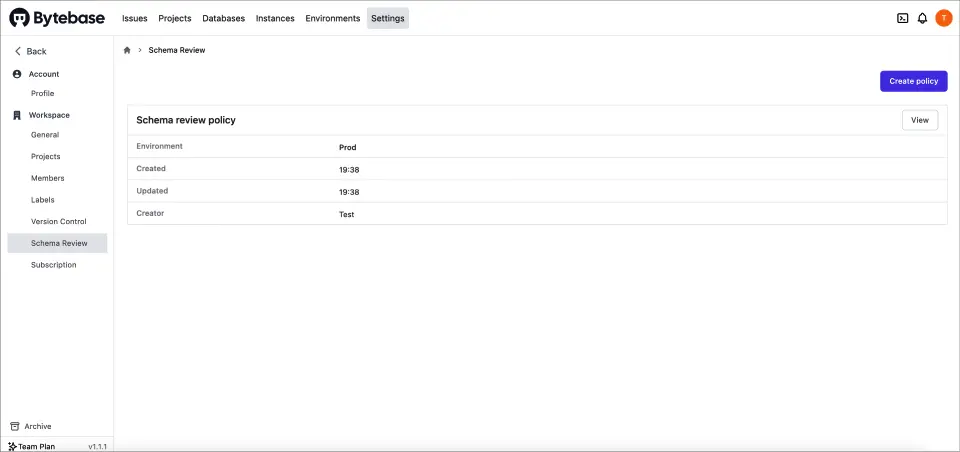 Bytebase Issues Projects Databases Instances Environments Settings T
Back
Schema Review
Account
Profile
Create policy
Workspace
Schema review policy View
General
Environment Prod
Projects
Created 19:38
Members
Updated 19:38
Labels
Creator Test
Version Control
Schema Review
Subscription
Archive
Team Plan v1.1.1